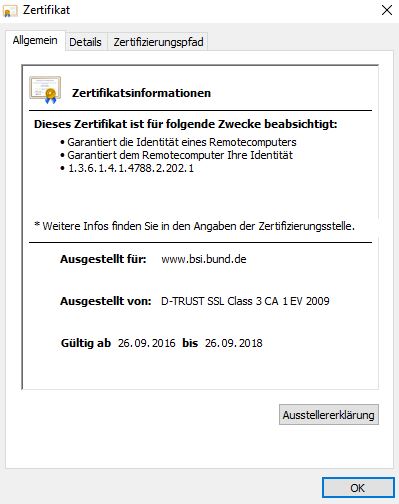 Zertifikat
Allgemein Details Zertifizierungspfad
Zertifikatsinformationen
Dieses Zertifikat ist für folgende Zwecke beabsichtigt:
• Garantiert die Identität eines Remotecomputers
• Garantiert dem Remotecomputer Ihre Identität
• 1.3.6.1.4.1.4788.2.202.1
* Weitere Infos finden Sie in den Angaben der Zertifizierungsstelle.
Ausgestellt für: www.bsi.bund.de
Ausgestellt von: D-TRUST SSL Class 3 CA 1 EV 2009
Gültig ab 26.09.2016 bis 26.09.2018
Ausstellererklärung
OK